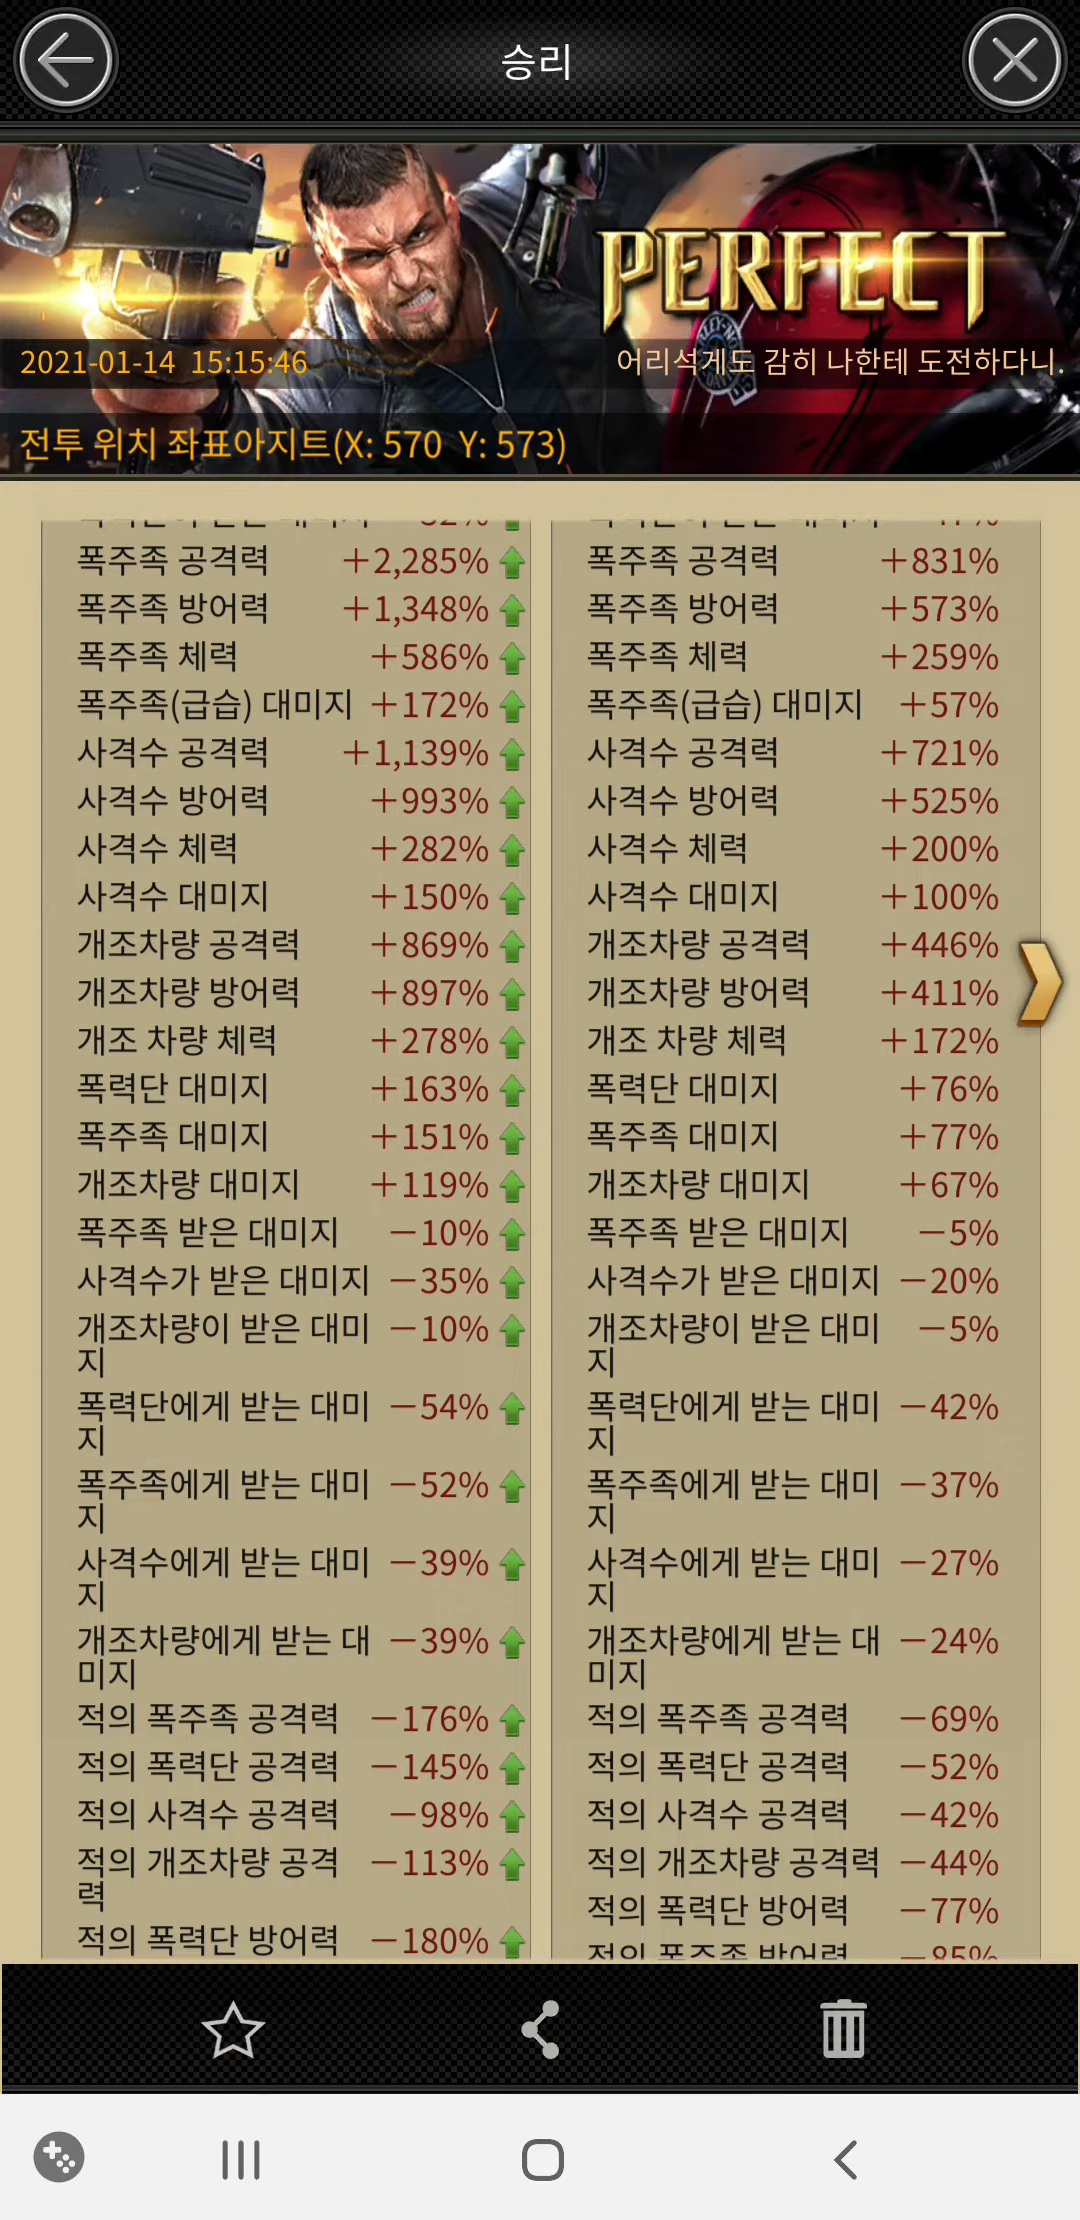 승리
PERFECT
2021-01-14 15:15:46
어리석게도 감히 나한테 도전하다니.
전투 위치 좌표아지트(X: 570 Y: 573)
폭주족 공격력 +2,285%
폭주족 방어력 +1,348%
폭주족 체력 +586%
폭주족(급습) 대미지 +172%
사격수 공격력 +1,139%
사격수 방어력 +993%
사격수 체력 +282%
사격수 대미지 +150%
개조차량 공격력 +869%
개조차량 방어력 +897%
개조 차량 체력 +278%
폭력단 대미지 +163%
폭주족 대미지 +151%
개조차량 대미지 +119%
폭주족 받은 대미지 -10%
사격수가 받은 대미지 -35%
개조차량이 받은 대미 -10%
지
폭력단에게 받는 대미 -54%
지
폭주족에게 받는 대미 -52%
지
사격수에게 받는 대미 -39%
지
개조차량에게 받는 대 -39%
미지
적의 폭주족 공격력 -176%
적의 폭력단 공격력 -145%
적의 사격수 공격력 -98%
적의 개조차량 공격 -113%
력
적의 폭력단 방어력 -180%
폭주족 공격력 +831%
폭주족 방어력 +573%
폭주족 체력 +259%
폭주족(급습) 대미지 +57%
사격수 공격력 +721%
사격수 방어력 +525%
사격수 체력 +200%
사격수 대미지 +100%
개조차량 공격력 +446%
개조차량 방어력 +411%
개조 차량 체력 +172%
폭력단 대미지 +76%
폭주족 대미지 +77%
개조차량 대미지 +67%
폭주족 받은 대미지 -5%
사격수가 받은 대미지 -20%
개조차량이 받은 대미 -5%
지
폭력단에게 받는 대미 -42%
지
폭주족에게 받는 대미 -37%
지
사격수에게 받는 대미 -27%
지
개조차량에게 받는 대 -24%
미지
적의 폭주족 공격력 -69%
적의 폭력단 공격력 -52%
적의 사격수 공격력 -42%
적의 개조차량 공격력 -44%
적의 폭력단 방어력 -77%
적의 폭주족 방어력 -85%